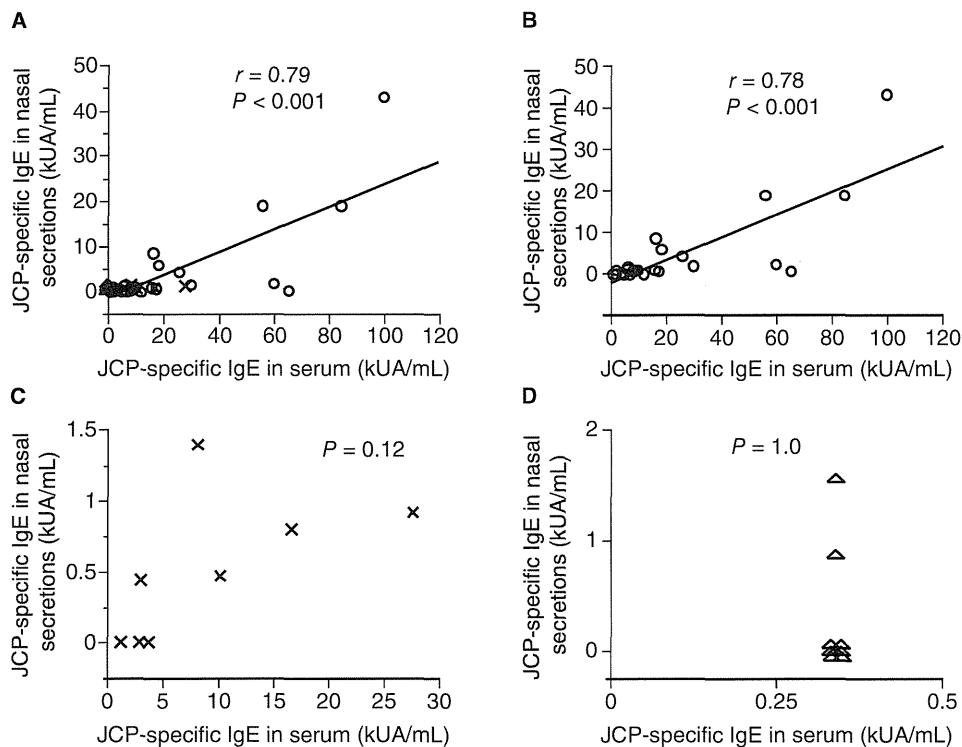 A
JCP-specific IgE in nasal
secretions (kUA/mL)
50
40
30
20
10
0
r = 0.79
P < 0.001
0 20 40 60 80 100 120
JCP-specific IgE in serum (kUA/mL)
B
JCP-specific IgE in nasal
secretions (kUA/mL)
50
40
30
20
10
0
r = 0.78
P < 0.001
0 20 40 60 80 100 120
JCP-specific IgE in serum (kUA/mL)
C
JCP-specific IgE in nasal
secretions (kUA/mL)
1.5
1
0.5
0
P = 0.12
0 5 10 15 20 25 30
JCP-specific IgE in serum (kUA/mL)
D
JCP-specific IgE in nasal
secretions (kUA/mL)
2
1
0
P = 1.0
0 0.25 0.5
JCP-specific IgE in serum (kUA/mL)